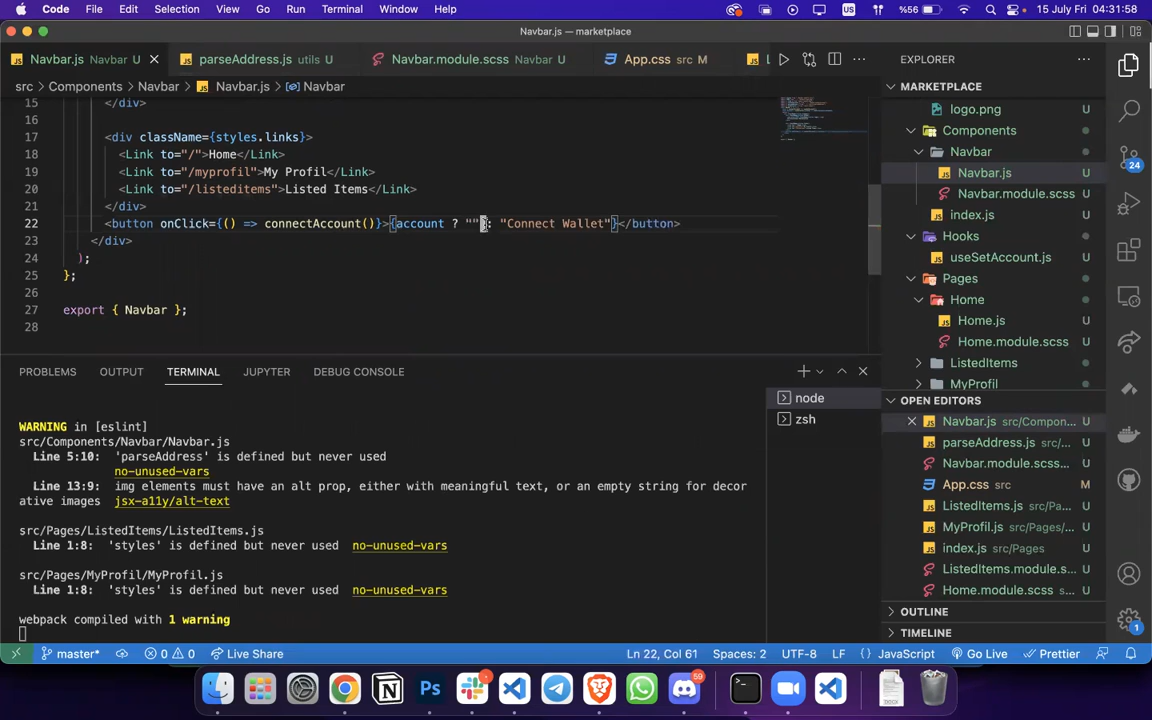 Code File Edit Selection View Go Run Terminal Window Help %56 15 July Fri 04:31:58
Navbar.js — marketplace
Navbar.js Navbar U parseAddress.js utils U Navbar.module.scss Navbar U App.css src M
src > Components > Navbar > Navbar.js > Navbar
15 </div>
16
17 <div className={styles.links}>
18 <Link to="/">Home</Link>
19 <Link to="/myprofil">My Profil</Link>
20 <Link to="/listeditems">Listed Items</Link>
21 </div>
22 <button onClick={() => connectAccount()}>{account ? "" : "Connect Wallet"}</button>
23 </div>
24 );
25 };
26
27 export { Navbar };
28
PROBLEMS OUTPUT TERMINAL JUPYTER DEBUG CONSOLE
WARNING in [eslint]
src/Components/Navbar/Navbar.js
Line 5:10: 'parseAddress' is defined but never used
no-unused-vars
Line 13:9: img elements must have an alt prop, either with meaningful text, or an empty string for decor
ative images jsx-a11y/alt-text
src/Pages/ListedItems/ListedItems.js
Line 1:8: 'styles' is defined but never used no-unused-vars
src/Pages/MyProfil/MyProfil.js
Line 1:8: 'styles' is defined but never used no-unused-vars
webpack compiled with 1 warning
node
zsh
EXPLORER
MARKETPLACE
logo.png U
Components
Navbar
Navbar.js U
Navbar.module.scss U
index.js U
Hooks
useSetAccount.js U
Pages
Home
Home.js U
Home.module.scss U
ListedItems
MyProfil
OPEN EDITORS
Navbar.js src/Compon... U
parseAddress.js src/... U
Navbar.module.scss... U
App.css src M
ListedItems.js src/Pa... U
MyProfil.js src/Pages/... U
index.js src/Pages U
ListedItems.module.s... U
Home.module.scss src... U
OUTLINE
TIMELINE
24
1
master* 0 0 Live Share Ln 22, Col 61 Spaces: 2 UTF-8 LF JavaScript Go Live Prettier
59